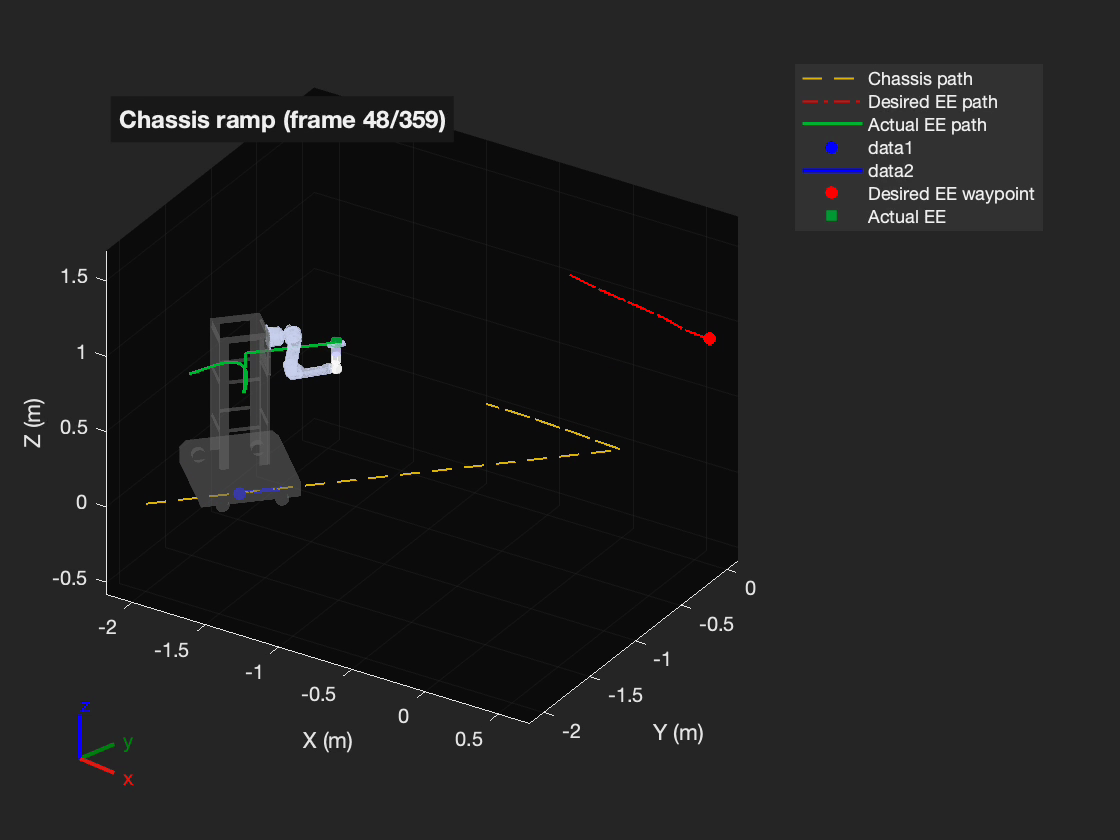 Chassis ramp (frame 48/359)
Chassis path
Desired EE path
Actual EE path
data1
data2
Desired EE waypoint
Actual EE
1.5
1
0.5
0
-0.5
Z (m)
-2
-1.5
-1
-0.5
0
0.5
X (m)
0
-0.5
-1
-1.5
-2
Y (m)
z
y
x